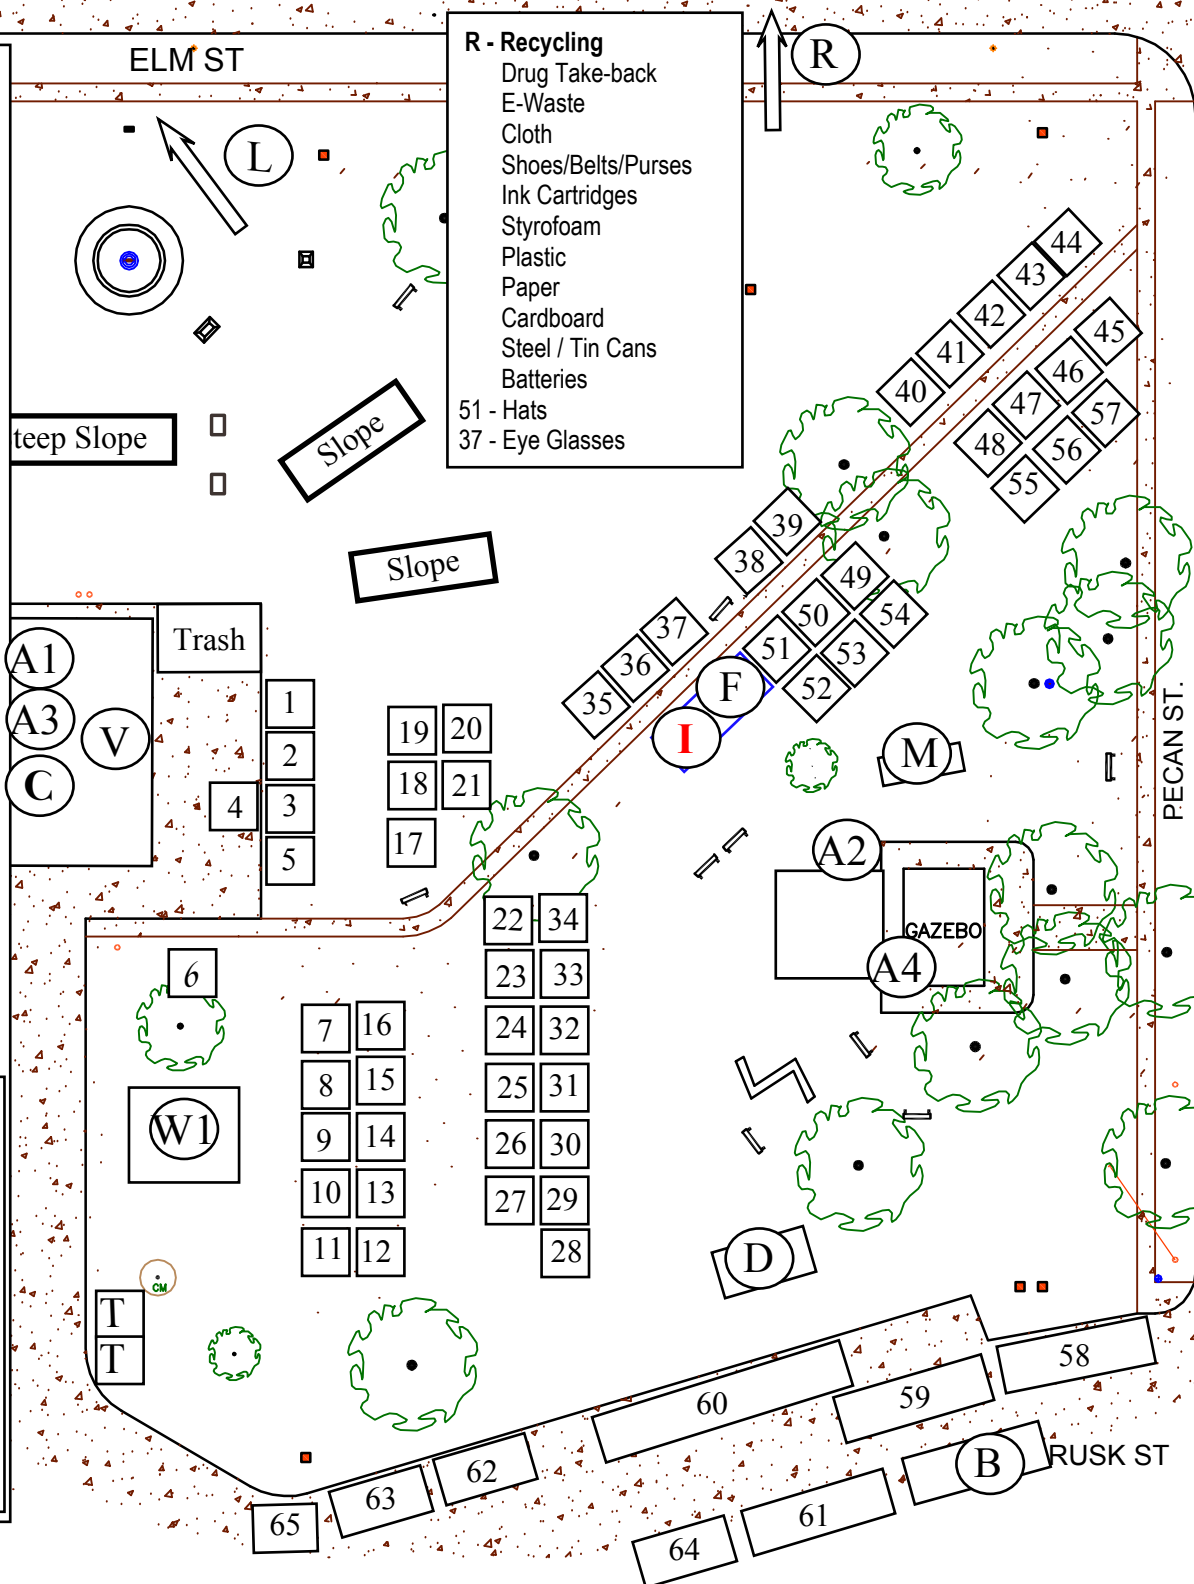 ELM ST
R - Recycling
Drug Take-back
E-Waste
Cloth
Shoes/Belts/Purses
Ink Cartridges
Styrofoam
Plastic
Paper
Cardboard
Steel / Tin Cans
Batteries
51 - Hats
37 - Eye Glasses
R
L
44
43
42
41
40
45
46
47
48
57
56
55
teep Slope
Slope
Slope
39
38
37
36
35
49
50
51
54
53
52
F
I
M
PECAN ST.
Trash
A1
A3
V
C
1
2
3
4
5
19
20
18
21
17
A2
GAZEBO
A4
22
34
23
33
24
32
25
31
26
30
27
29
28
6
7
16
8
15
9
14
10
13
11
12
W1
CM
T
T
D
58
59
60
B
RUSK ST
62
63
61
65
64